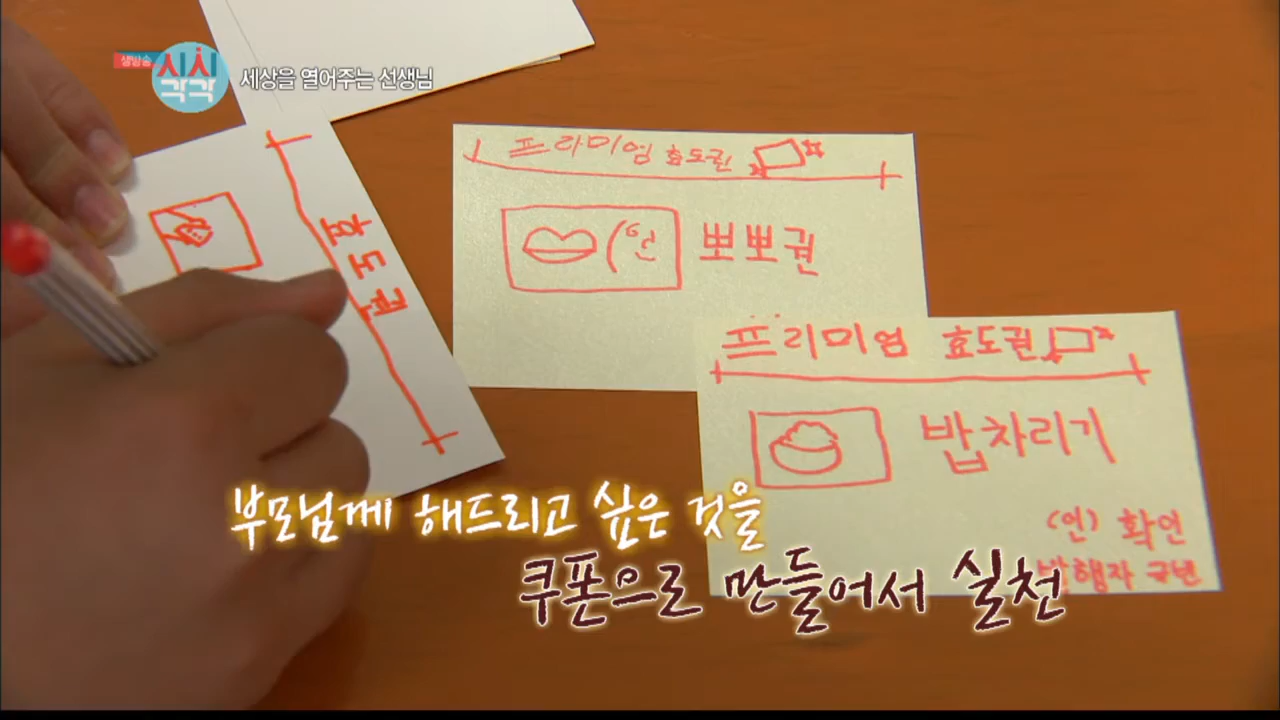 생방송
시시각각
세상을 열어주는 선생님
효도권
프리미엄 효도권
뽀뽀권
프리미엄 효도권
밥차리기
(인) 확인
발행자
부모님께 해드리고 싶은 것을
쿠폰으로 만들어서 실천